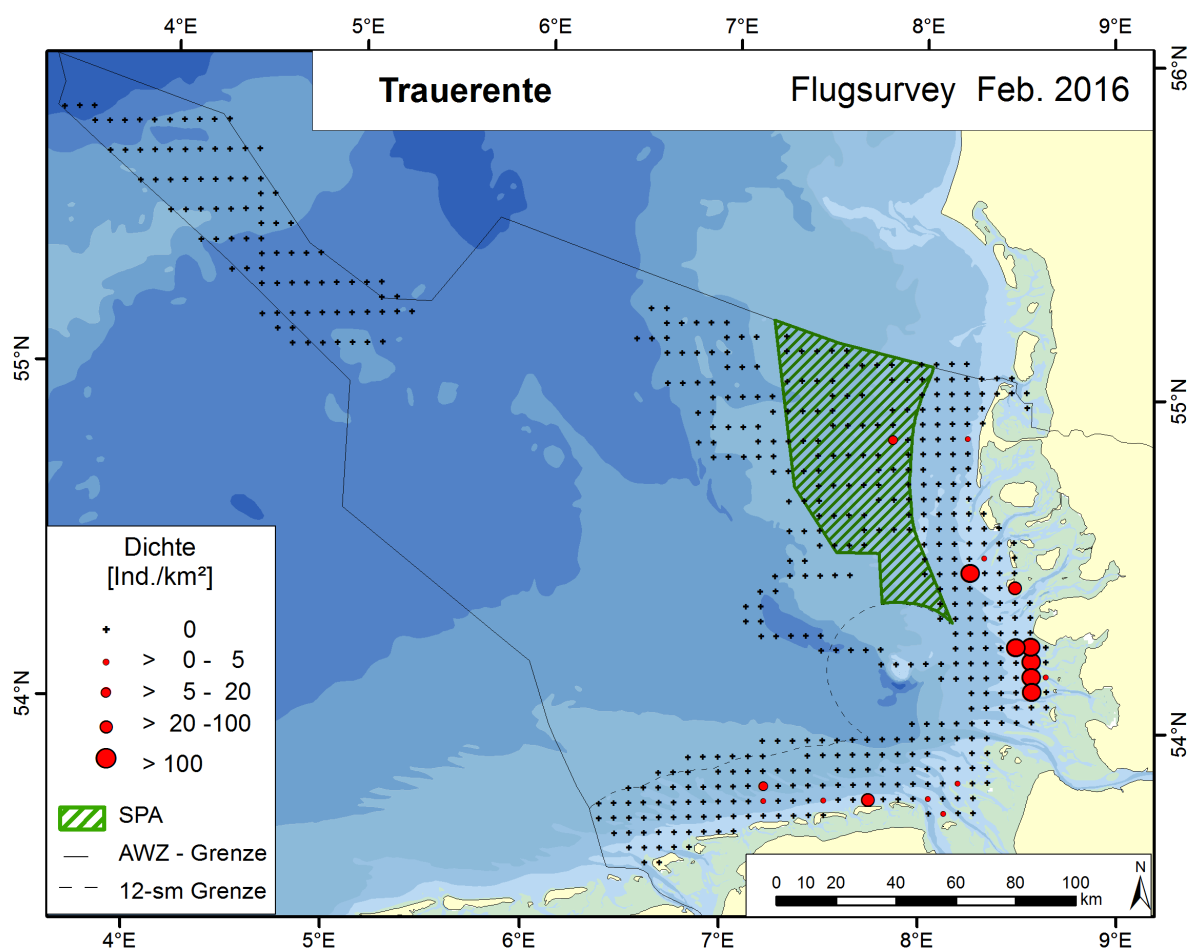 4°E 5°E 6°E 7°E 8°E 9°E
Trauerente Flugsurvey Feb. 2016
56°N
55°N
55°N
Dichte
[Ind./km²]
0
> 0 - 5
> 5 - 20
> 20 -100
> 100
54°N
54°N
SPA
AWZ - Grenze
12-sm Grenze
N
0 10 20 40 60 80 100
km
4°E 5°E 6°E 7°E 8°E